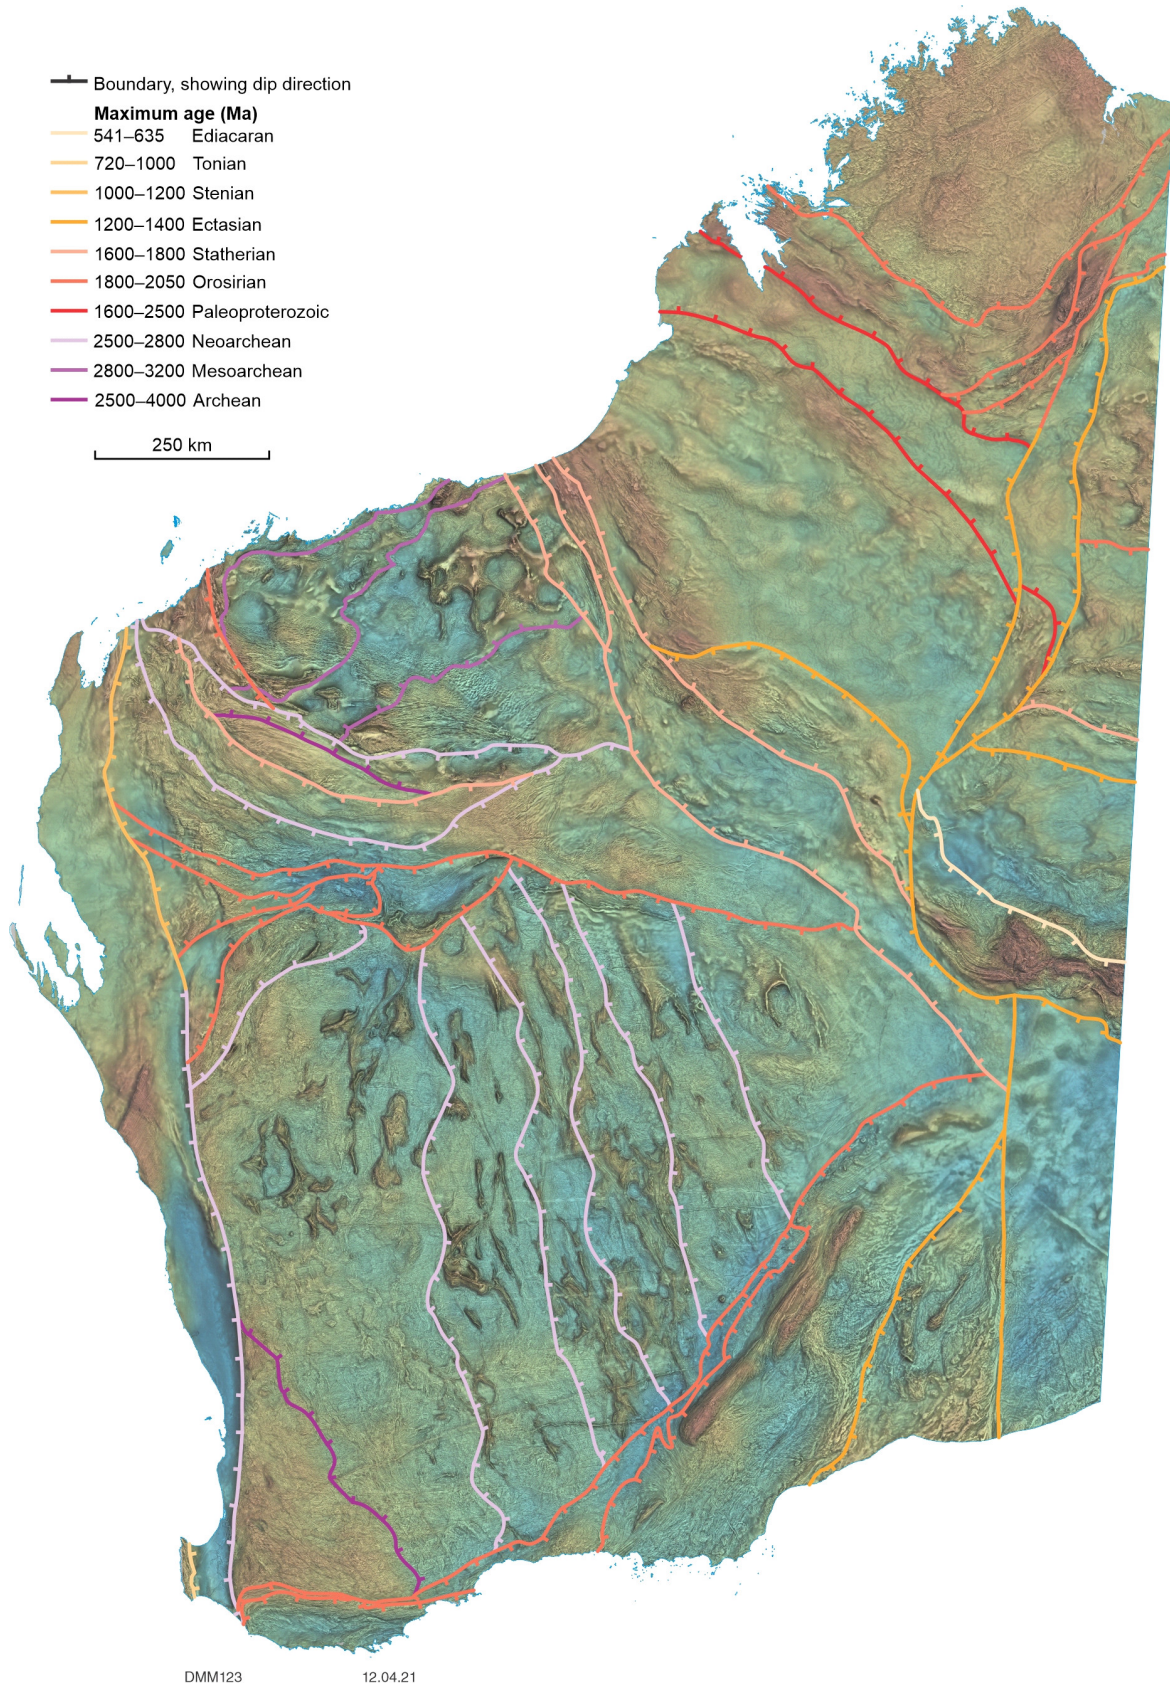 Boundary, showing dip direction
Maximum age (Ma)
541–635 Ediacaran
720–1000 Tonian
1000–1200 Stenian
1200–1400 Ectasian
1600–1800 Statherian
1800–2050 Orosirian
1600–2500 Paleoproterozoic
2500–2800 Neoarchean
2800–3200 Mesoarchean
2500–4000 Archean
250 km
DMM123 12.04.21